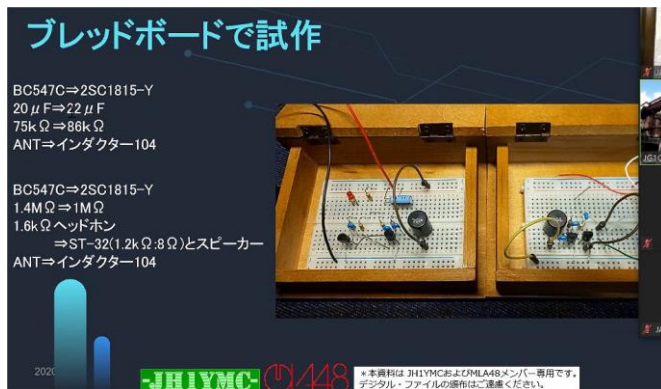 ブレッドボードで試作
BC547C⇒2SC1815-Y
20μF⇒22μF
75kΩ⇒86kΩ
ANT⇒インダクター104
BC547C⇒2SC1815-Y
1.4MΩ⇒1MΩ
1.6kΩヘッドホン
⇒ST-32(1.2kΩ:8Ω)とスピーカー
ANT⇒インダクター104
2020
-JH1YMC-
448
*本資料は JH1YMCおよびMLA48メンバー専用です。
デジタル・ファイルの頒布はご遠慮ください。